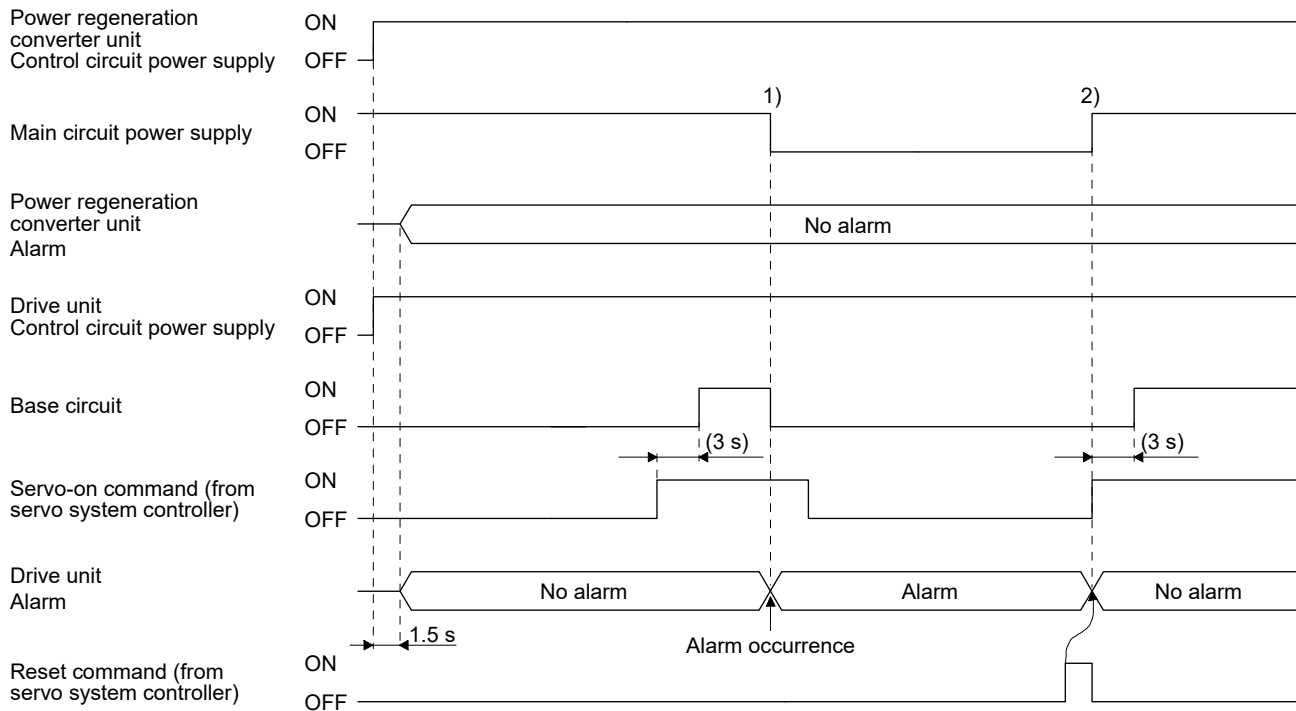 Power regeneration
converter unit
Control circuit power supply
ON
OFF
1)
2)
Main circuit power supply
ON
OFF
Power regeneration
converter unit
Alarm
No alarm
Drive unit
Control circuit power supply
ON
OFF
Base circuit
ON
OFF
(3 s)
(3 s)
Servo-on command (from
servo system controller)
ON
OFF
Drive unit
Alarm
No alarm
Alarm
No alarm
1.5 s
Alarm occurrence
Reset command (from
servo system controller)
ON
OFF